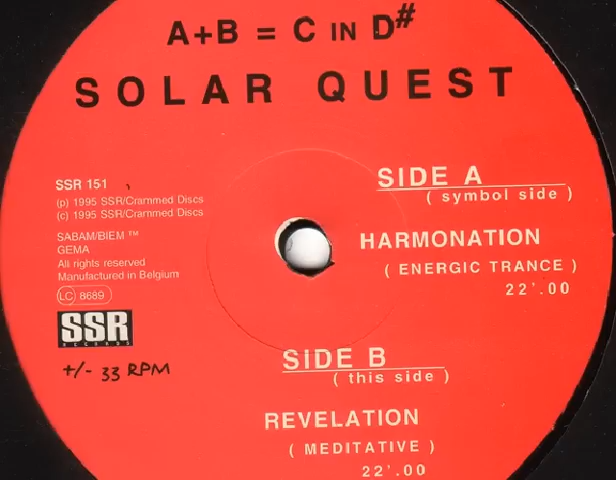 A+B = C IN D#
SOLAR QUEST
SSR 151
(p) 1995 SSR/Crammed Discs
(c) 1995 SSR/Crammed Discs
SABAM/BIEM ™
GEMA
All rights reserved
Manufactured in Belgium
LC 8689
SSR
RECORDS
+/- 33 RPM
SIDE A
( symbol side )
HARMONATION
( ENERGIC TRANCE )
22'.00
SIDE B
( this side )
REVELATION
( MEDITATIVE )
22'.00